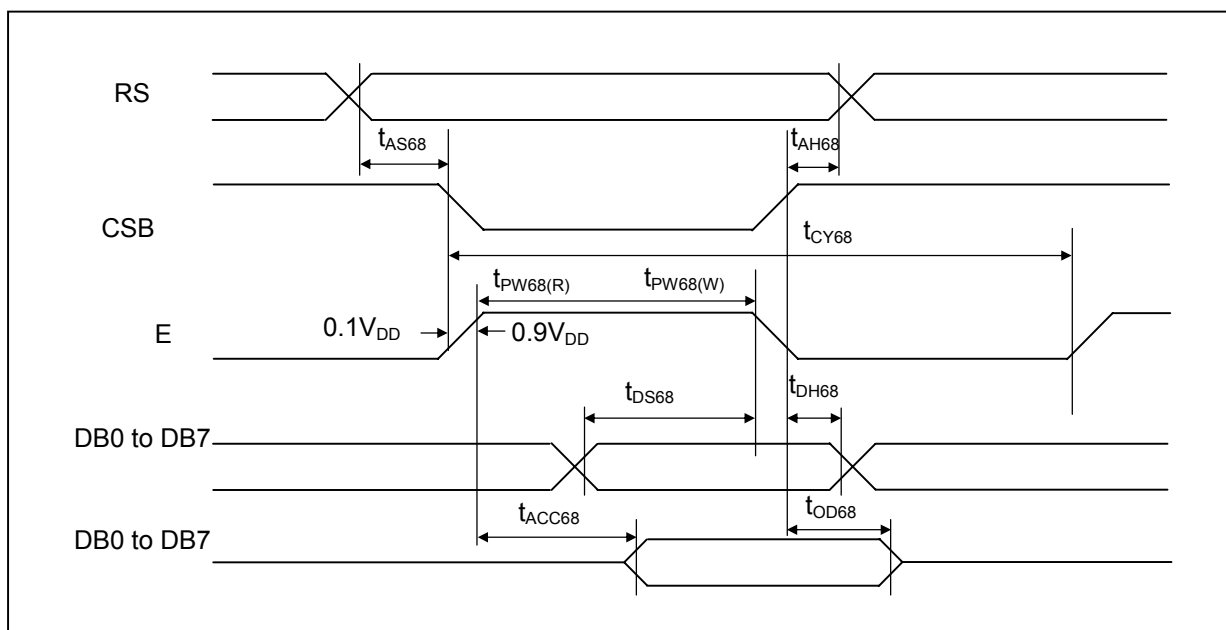 RS
tAS68
tAH68
CSB
tCY68
tPW68(R) tPW68(W)
E
0.1VDD
0.9VDD
tDS68
tDH68
DB0 to DB7
tACC68
tOD68
DB0 to DB7